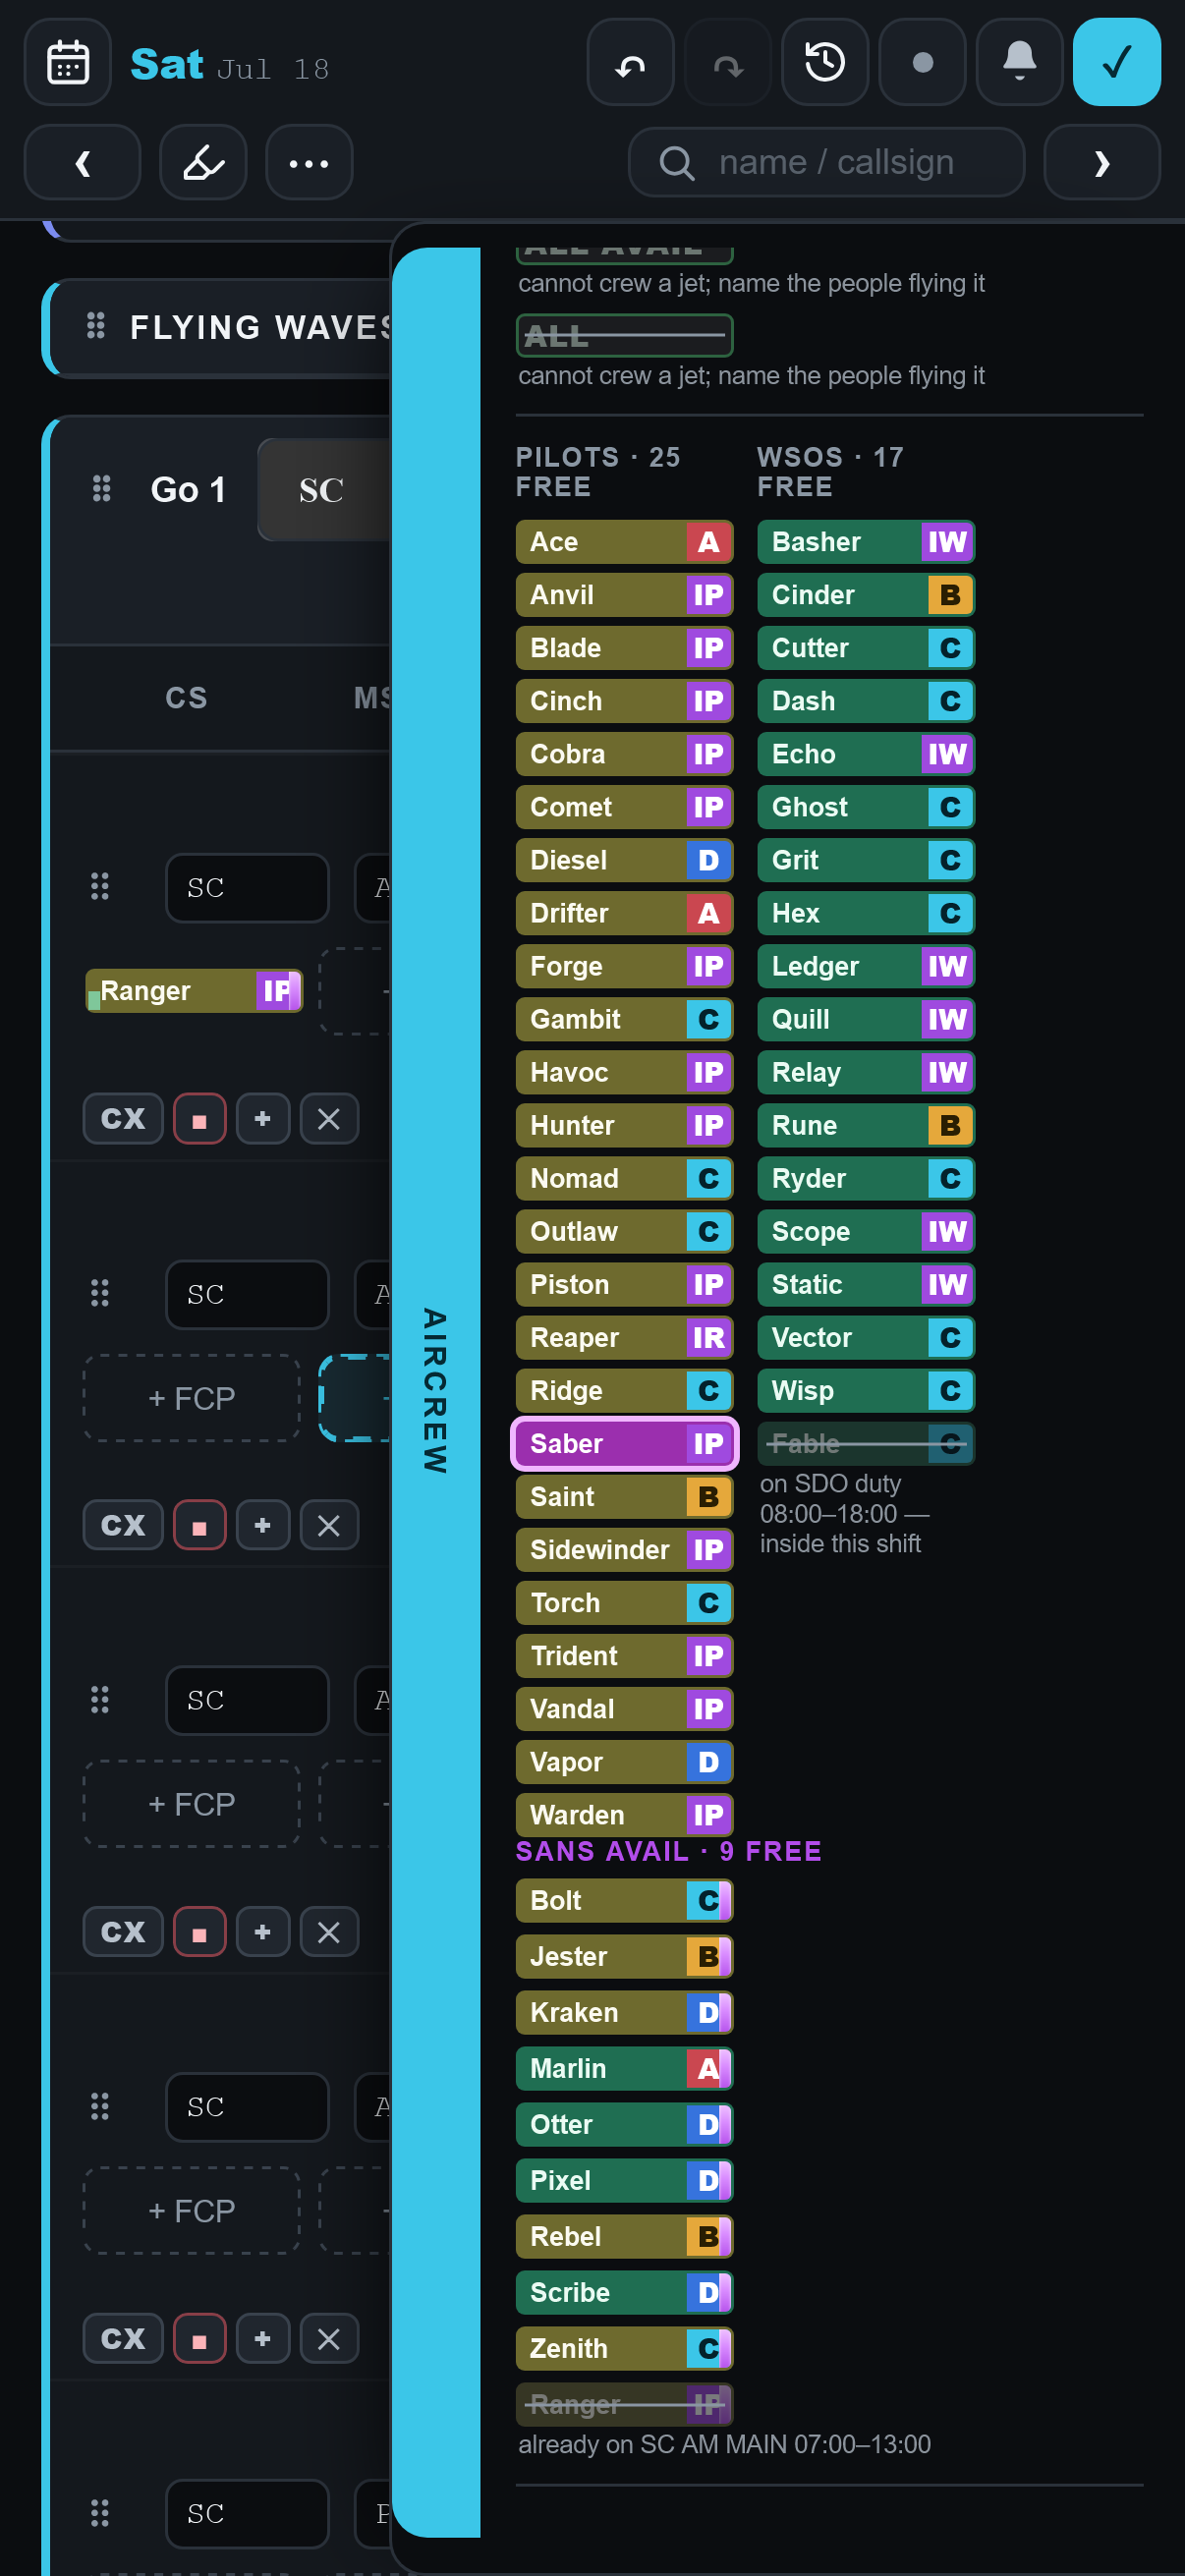 Sat Jul 18
name / callsign
ALL AVAIL
cannot crew a jet; name the people flying it
ALL
cannot crew a jet; name the people flying it
FLYING WAVES
Go 1
SC
CS
AIRCREW
PILOTS · 25 FREE
WSOS · 17 FREE
Ace A
Basher IW
Anvil IP
Cinder B
Blade IP
Cutter C
Cinch IP
Dash C
Cobra IP
Echo IW
Comet IP
Ghost C
Diesel D
Grit C
Drifter A
Hex C
Forge IP
Ledger IW
Gambit C
Quill IW
Havoc IP
Relay IW
Hunter IP
Rune B
Nomad C
Ryder C
Outlaw C
Scope IW
Piston IP
Static IW
Reaper IR
Vector C
Ridge C
Wisp C
Saber IP
Fable C
on SDO duty
08:00–18:00 —
inside this shift
Saint B
Sidewinder IP
Torch C
Trident IP
Vandal IP
Vapor D
Warden IP
SANS AVAIL · 9 FREE
Bolt C
Jester B
Kraken D
Marlin A
Otter D
Pixel D
Rebel B
Scribe D
Zenith C
Ranger IP
already on SC AM MAIN 07:00–13:00
SC
Ranger IP
CX
+
SC
+ FCP
CX
+
SC
+ FCP
CX
+
SC
+ FCP
CX
+
SC